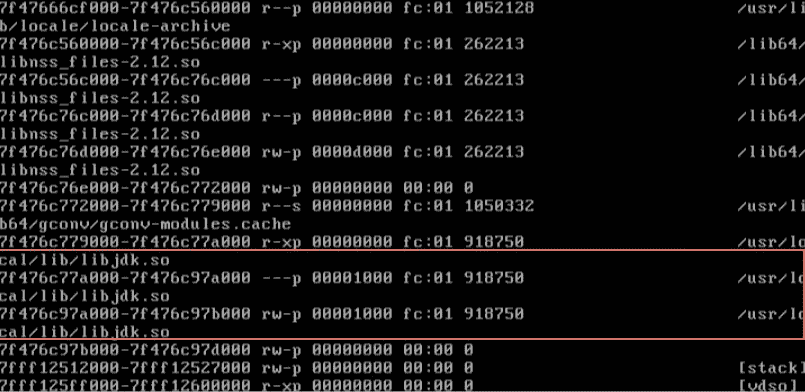 7f47666cf000-7f476c560000 r--p 00000000 fc:01 1052128 /usr/li
b/locale/locale-archive
7f476c560000-7f476c56c000 r-xp 00000000 fc:01 262213 /lib64/
libnss_files-2.12.so
7f476c56c000-7f476c76c000 ---p 0000c000 fc:01 262213 /lib64/
libnss_files-2.12.so
7f476c76c000-7f476c76d000 r--p 0000c000 fc:01 262213 /lib64/
libnss_files-2.12.so
7f476c76d000-7f476c76e000 rw-p 0000d000 fc:01 262213 /lib64/
libnss_files-2.12.so
7f476c76e000-7f476c772000 rw-p 00000000 00:00 0
7f476c772000-7f476c779000 r--s 00000000 fc:01 1050332 /usr/li
b64/gconv/gconv-modules.cache
7f476c779000-7f476c77a000 r-xp 00000000 fc:01 918750 /usr/lo
cal/lib/libjdk.so
7f476c77a000-7f476c97a000 ---p 00001000 fc:01 918750 /usr/lo
cal/lib/libjdk.so
7f476c97a000-7f476c97b000 rw-p 00001000 fc:01 918750 /usr/lo
cal/lib/libjdk.so
7f476c97b000-7f476c97d000 rw-p 00000000 00:00 0
7fff12512000-7fff12527000 rw-p 00000000 00:00 0 [stack]
7fff125ff000-7fff12600000 r-xp 00000000 00:00 0 [vdso]